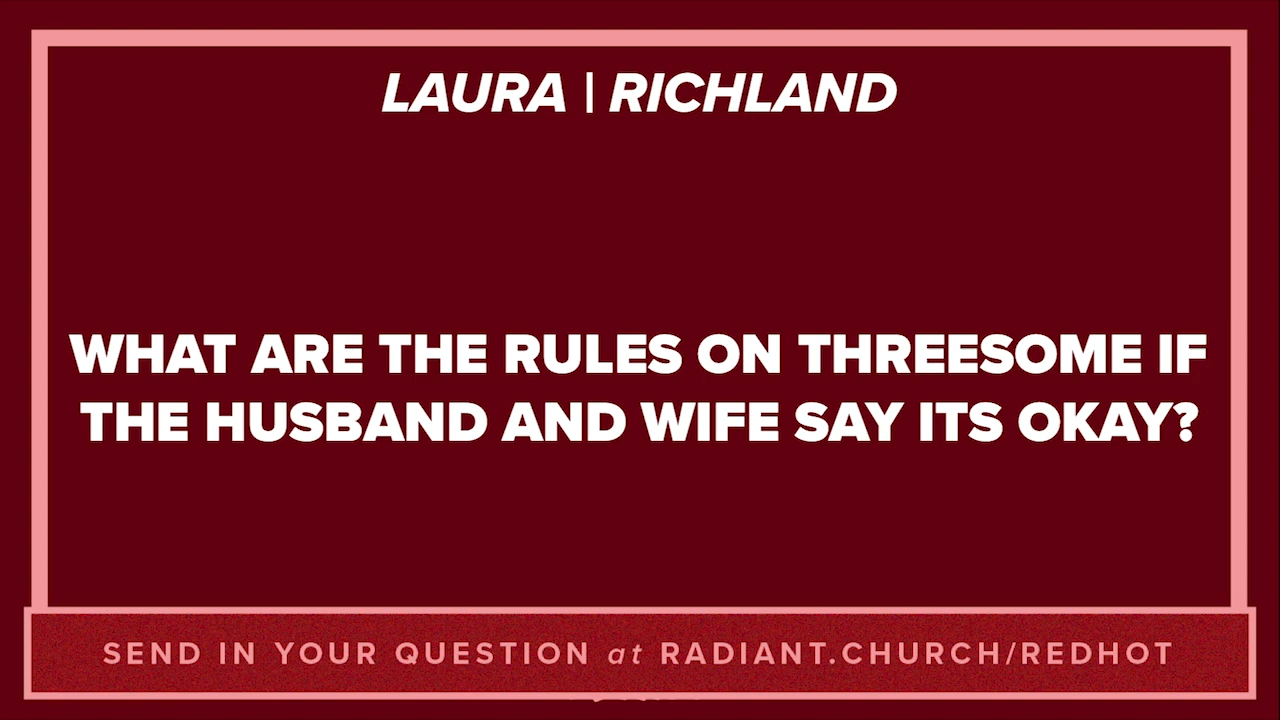 LAURA | RICHLAND
WHAT ARE THE RULES ON THREESOME IF
THE HUSBAND AND WIFE SAY ITS OKAY?
SEND IN YOUR QUESTION at RADIANT.CHURCH/REDHOT